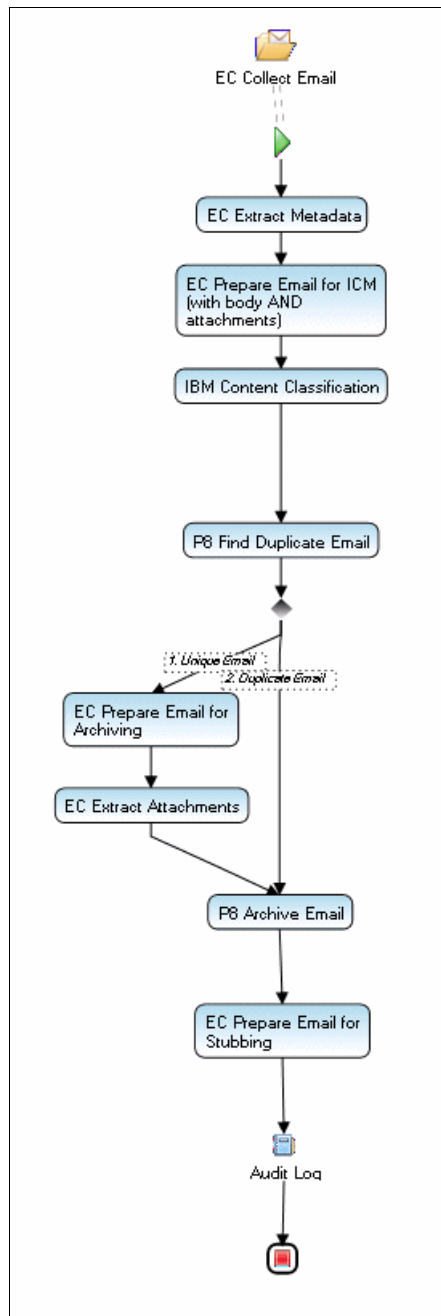 EC Collect Email
EC Extract Metadata
EC Prepare Email for ICM
(with body AND
attachments)
IBM Content Classification
P8 Find Duplicate Email
1. Unique Email
2. Duplicate Email
EC Prepare Email for
Archiving
EC Extract Attachments
P8 Archive Email
EC Prepare Email for
Stubbing
Audit Log